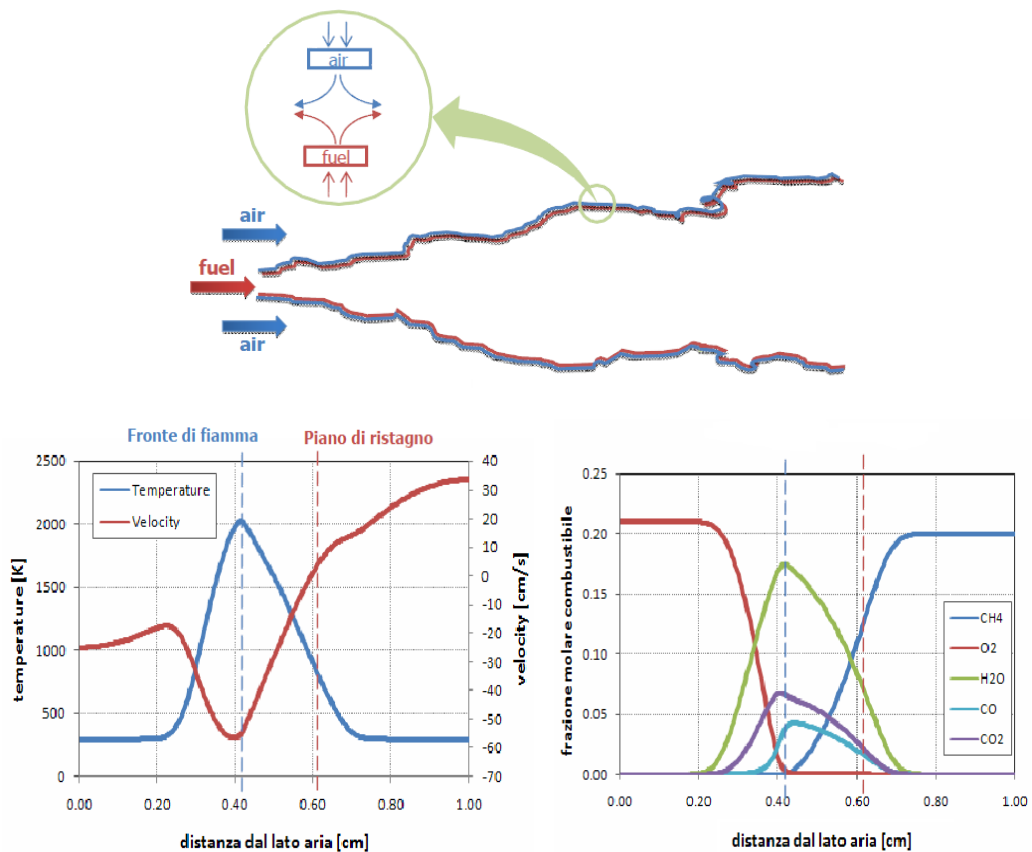 air
fuel
air
fuel
air
Fronte di fiamma
Piano di ristagno
2500
2000
1500
1000
500
0
temperature [K]
Temperature
Velocity
40
30
20
10
0
-10
-20
-30
-40
-50
-60
-70
velocity [cm/s]
0.00 0.20 0.40 0.60 0.80 1.00
distanza dal lato aria [cm]
0.25
0.20
0.15
0.10
0.05
0.00
frazione molare combustibile
CH4
O2
H2O
CO
CO2
0.00 0.20 0.40 0.60 0.80 1.00
distanza dal lato aria [cm]